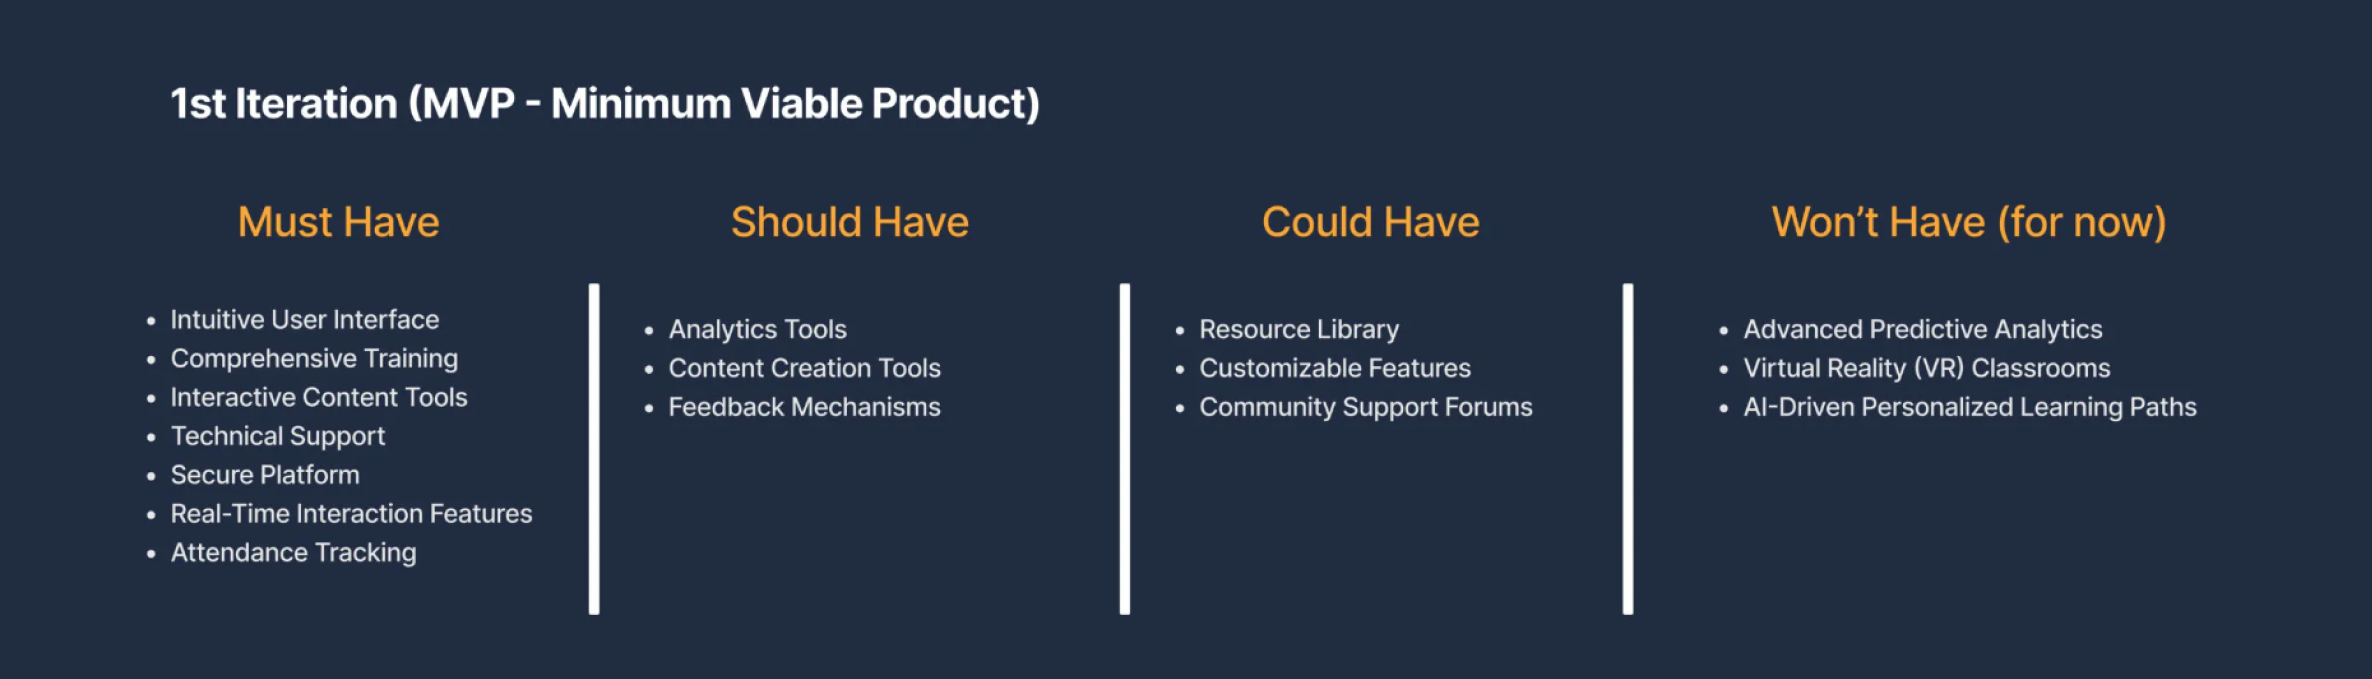 1st Iteration (MVP - Minimum Viable Product)
Must Have
Intuitive User Interface
Comprehensive Training
Interactive Content Tools
Technical Support
Secure Platform
Real-Time Interaction Features
Attendance Tracking
Should Have
Analytics Tools
Content Creation Tools
Feedback Mechanisms
Could Have
Resource Library
Customizable Features
Community Support Forums
Won’t Have (for now)
Advanced Predictive Analytics
Virtual Reality (VR) Classrooms
AI-Driven Personalized Learning Paths